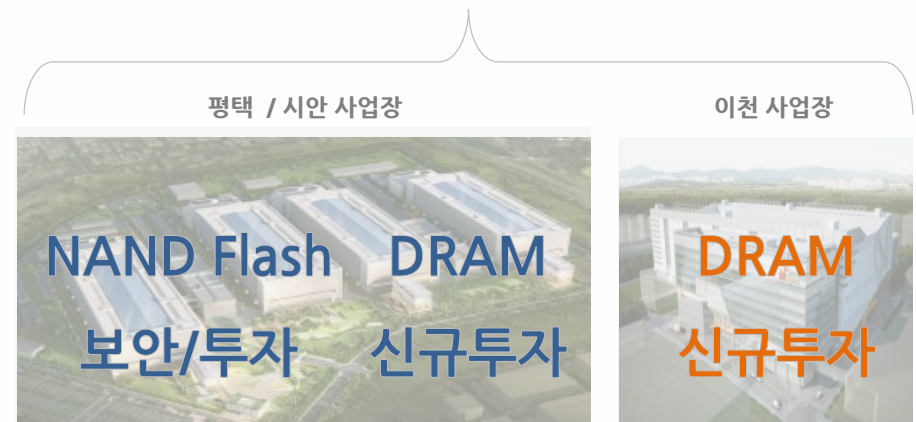 평택 / 시안 사업장
이천 사업장
NAND Flash DRAM
보안/투자 신규투자
DRAM
신규투자